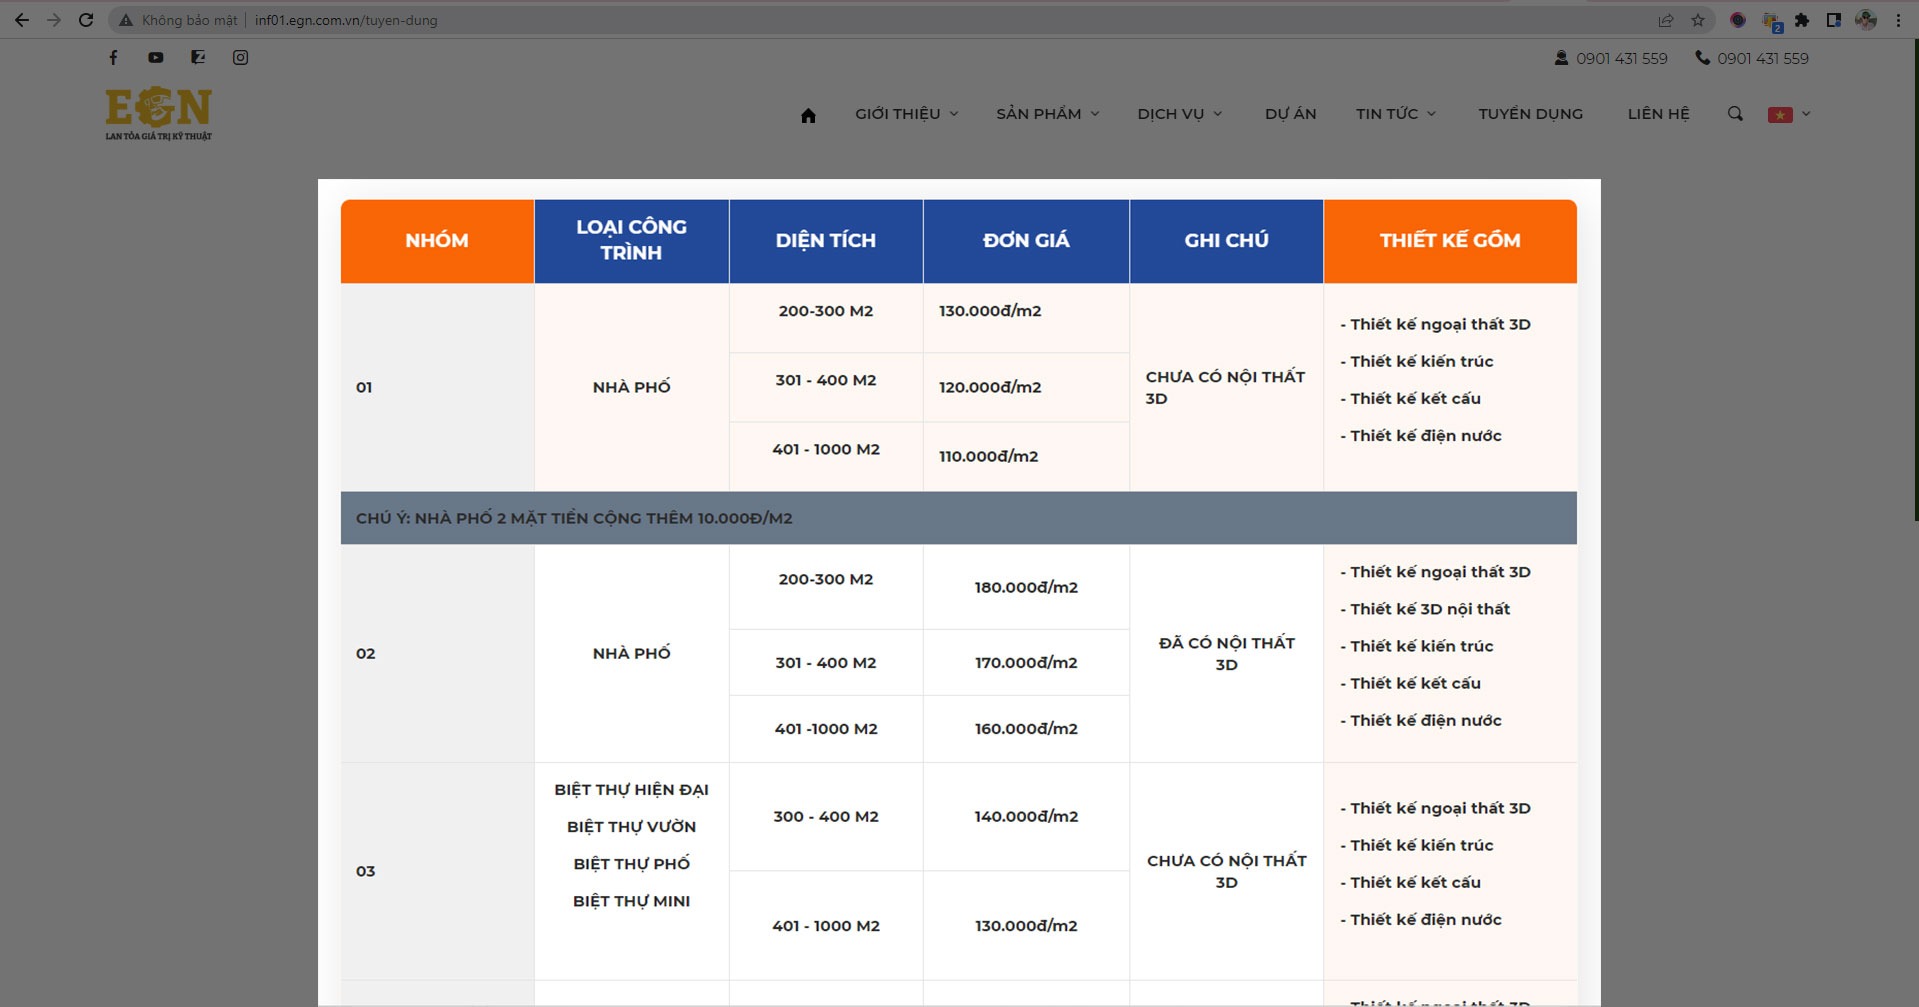 Không bảo mật inf01.egn.com.vn/tuyen-dung
2
0901 431 559 0901 431 559
EGN
LAN TỎA GIÁ TRỊ KỸ THUẬT
GIỚI THIỆU SẢN PHẨM DỊCH VỤ DỰ ÁN TIN TỨC TUYỂN DỤNG LIÊN HỆ
NHÓM
LOẠI CÔNG
TRÌNH
DIỆN TÍCH
ĐƠN GIÁ
GHI CHÚ
THIẾT KẾ GỒM
01
NHÀ PHỐ
200-300 M2
130.000đ/m2
301 - 400 M2
120.000đ/m2
401 - 1000 M2
110.000đ/m2
CHƯA CÓ NỘI THẤT
3D
- Thiết kế ngoại thất 3D
- Thiết kế kiến trúc
- Thiết kế kết cấu
- Thiết kế điện nước
CHÚ Ý: NHÀ PHỐ 2 MẶT TIỀN CỘNG THÊM 10.000Đ/M2
02
NHÀ PHỐ
200-300 M2
180.000đ/m2
301 - 400 M2
170.000đ/m2
401 -1000 M2
160.000đ/m2
ĐÃ CÓ NỘI THẤT
3D
- Thiết kế ngoại thất 3D
- Thiết kế 3D nội thất
- Thiết kế kiến trúc
- Thiết kế kết cấu
- Thiết kế điện nước
03
BIỆT THỰ HIỆN ĐẠI
BIỆT THỰ VƯỜN
BIỆT THỰ PHỐ
BIỆT THỰ MINI
300 - 400 M2
140.000đ/m2
401 - 1000 M2
130.000đ/m2
CHƯA CÓ NỘI THẤT
3D
- Thiết kế ngoại thất 3D
- Thiết kế kiến trúc
- Thiết kế kết cấu
- Thiết kế điện nước